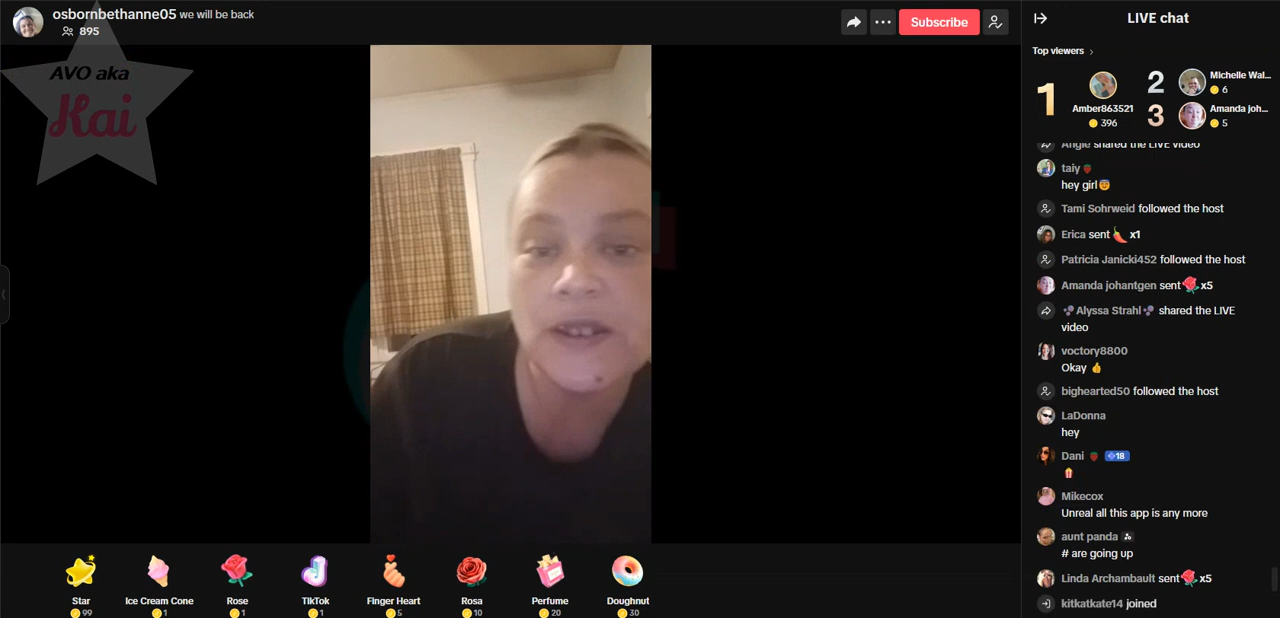 osbornbethanne05 we will be back
895
Subscribe
AVO aka
Kai
LIVE chat
Top viewers
1
Amber863521
396
2
Michelle Wal...
6
3
Amanda joh...
5
Angie shared the LIVE video
taiy
hey girl
Tami Sohrweid followed the host
Erica sent x1
Patricia Janicki452 followed the host
Amanda johantgen sent x5
Alyssa Strahl shared the LIVE
video
voctory8800
Okay
bighearted50 followed the host
LaDonna
hey
Dani 18
Mikecox
Unreal all this app is any more
aunt panda
# are going up
Linda Archambault sent x5
kitkatkate14 joined
Star
99
Ice Cream Cone
1
Rose
1
TikTok
1
Finger Heart
5
Rosa
10
Perfume
20
Doughnut
30